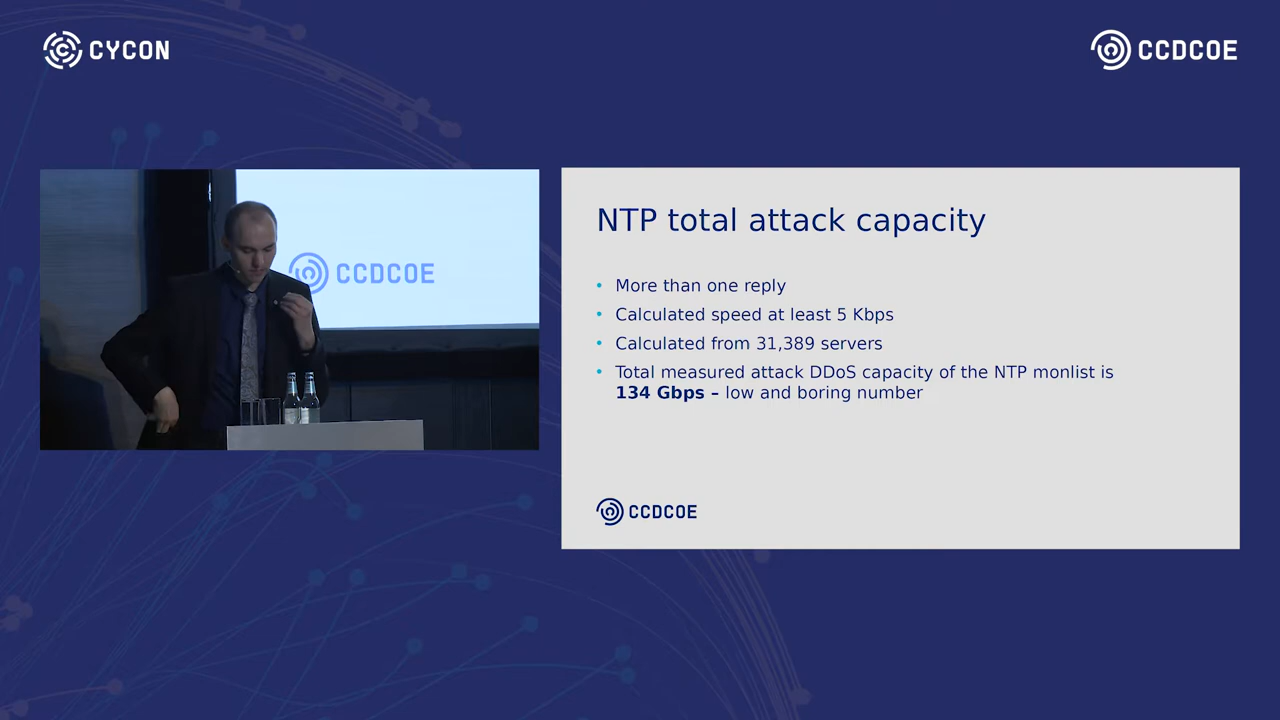 CYCON
CCDCOE
CCDCOE
NTP total attack capacity
• More than one reply
• Calculated speed at least 5 Kbps
• Calculated from 31,389 servers
• Total measured attack DDoS capacity of the NTP monlist is
134 Gbps – low and boring number
CCDCOE